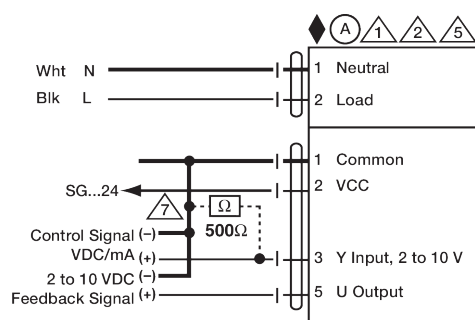 A 1 2 5
Wht N 1 Neutral
Blk L 2 Load
1 Common
SG...24 2 VCC
7 Ω
500Ω
Control Signal (–)
VDC/mA (+) 3 Y Input, 2 to 10 V
2 to 10 VDC (–)
Feedback Signal (+) 5 U Output